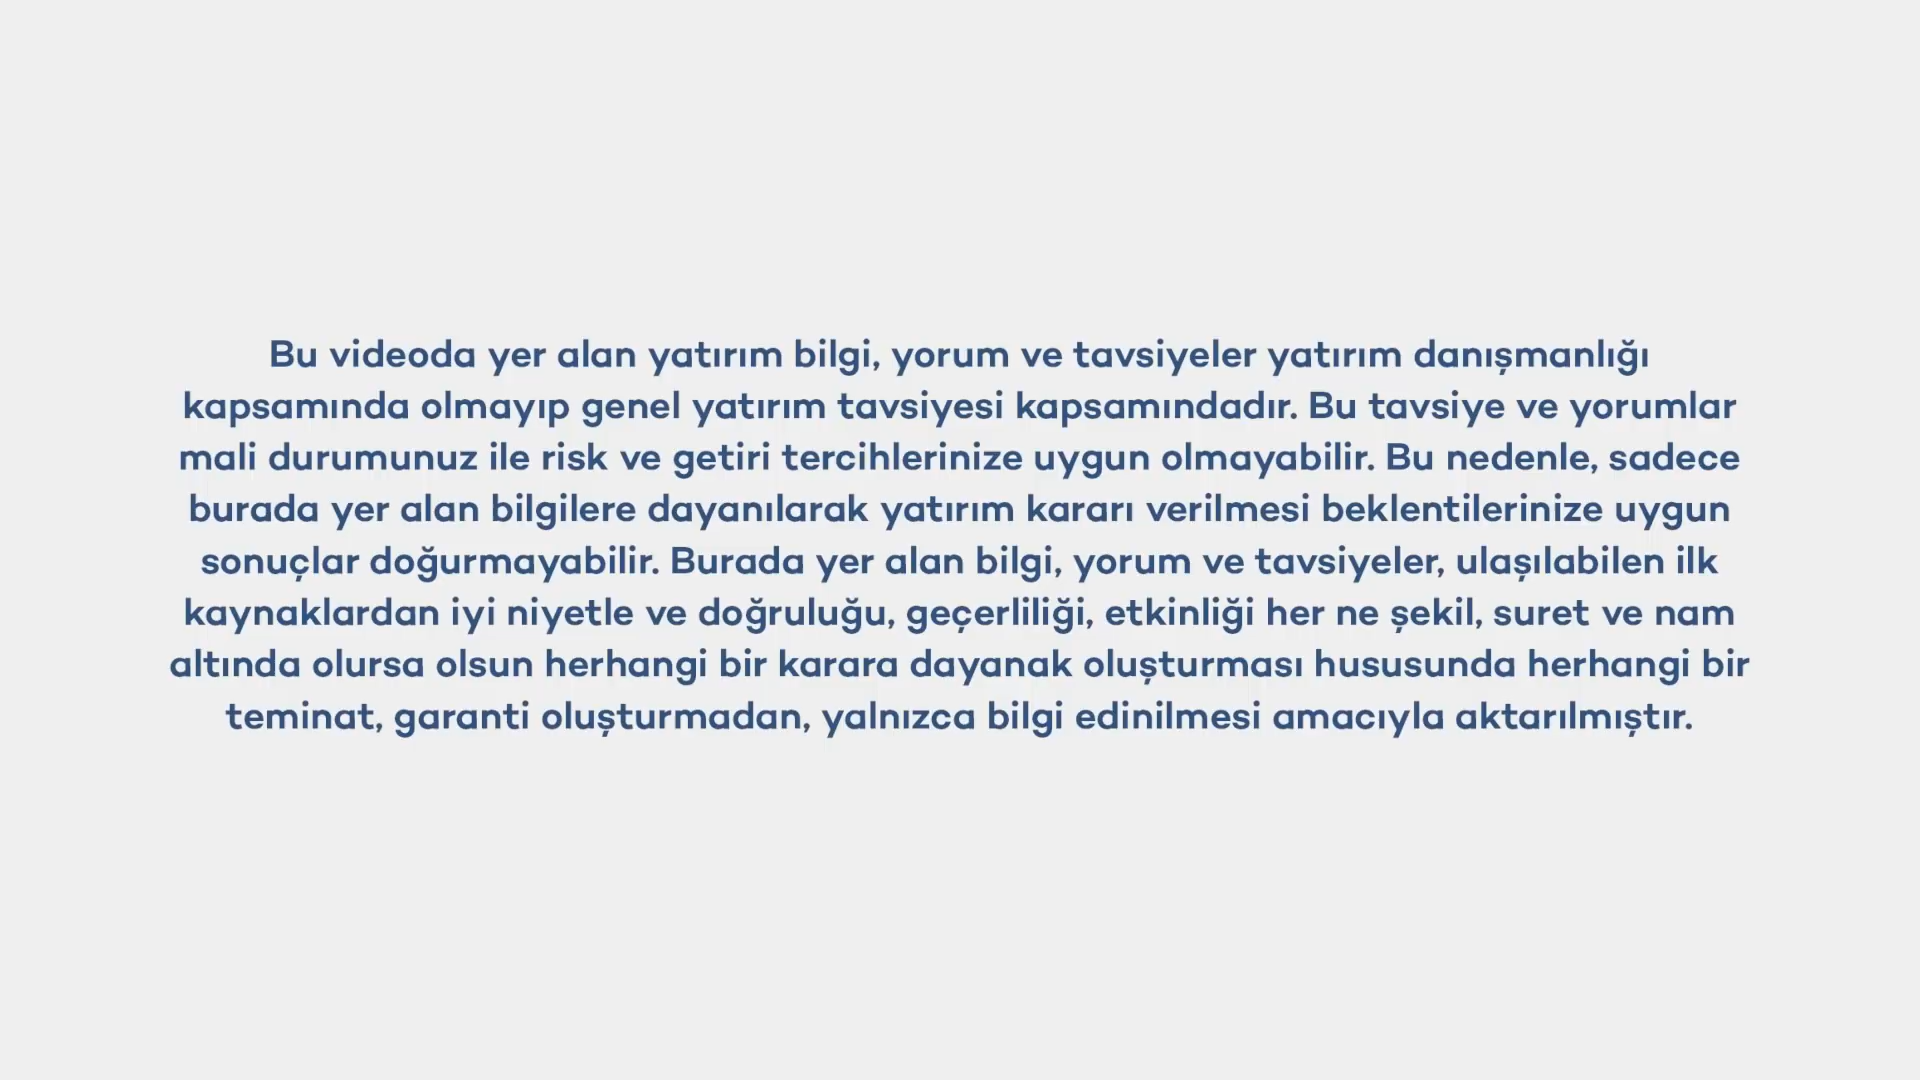 Bu videoda yer alan yatırım bilgi, yorum ve tavsiyeler yatırım danışmanlığı
kapsamında olmayıp genel yatırım tavsiyesi kapsamındadır. Bu tavsiye ve yorumlar
mali durumunuz ile risk ve getiri tercihlerinize uygun olmayabilir. Bu nedenle, sadece
burada yer alan bilgilere dayanılarak yatırım kararı verilmesi beklentilerinize uygun
sonuçlar doğurmayabilir. Burada yer alan bilgi, yorum ve tavsiyeler, ulaşılabilen ilk
kaynaklardan iyi niyetle ve doğruluğu, geçerliliği, etkinliği her ne şekil, suret ve nam
altında olursa olsun herhangi bir karara dayanak oluşturması hususunda herhangi bir
teminat, garanti oluşturmadan, yalnızca bilgi edinilmesi amacıyla aktarılmıştır.